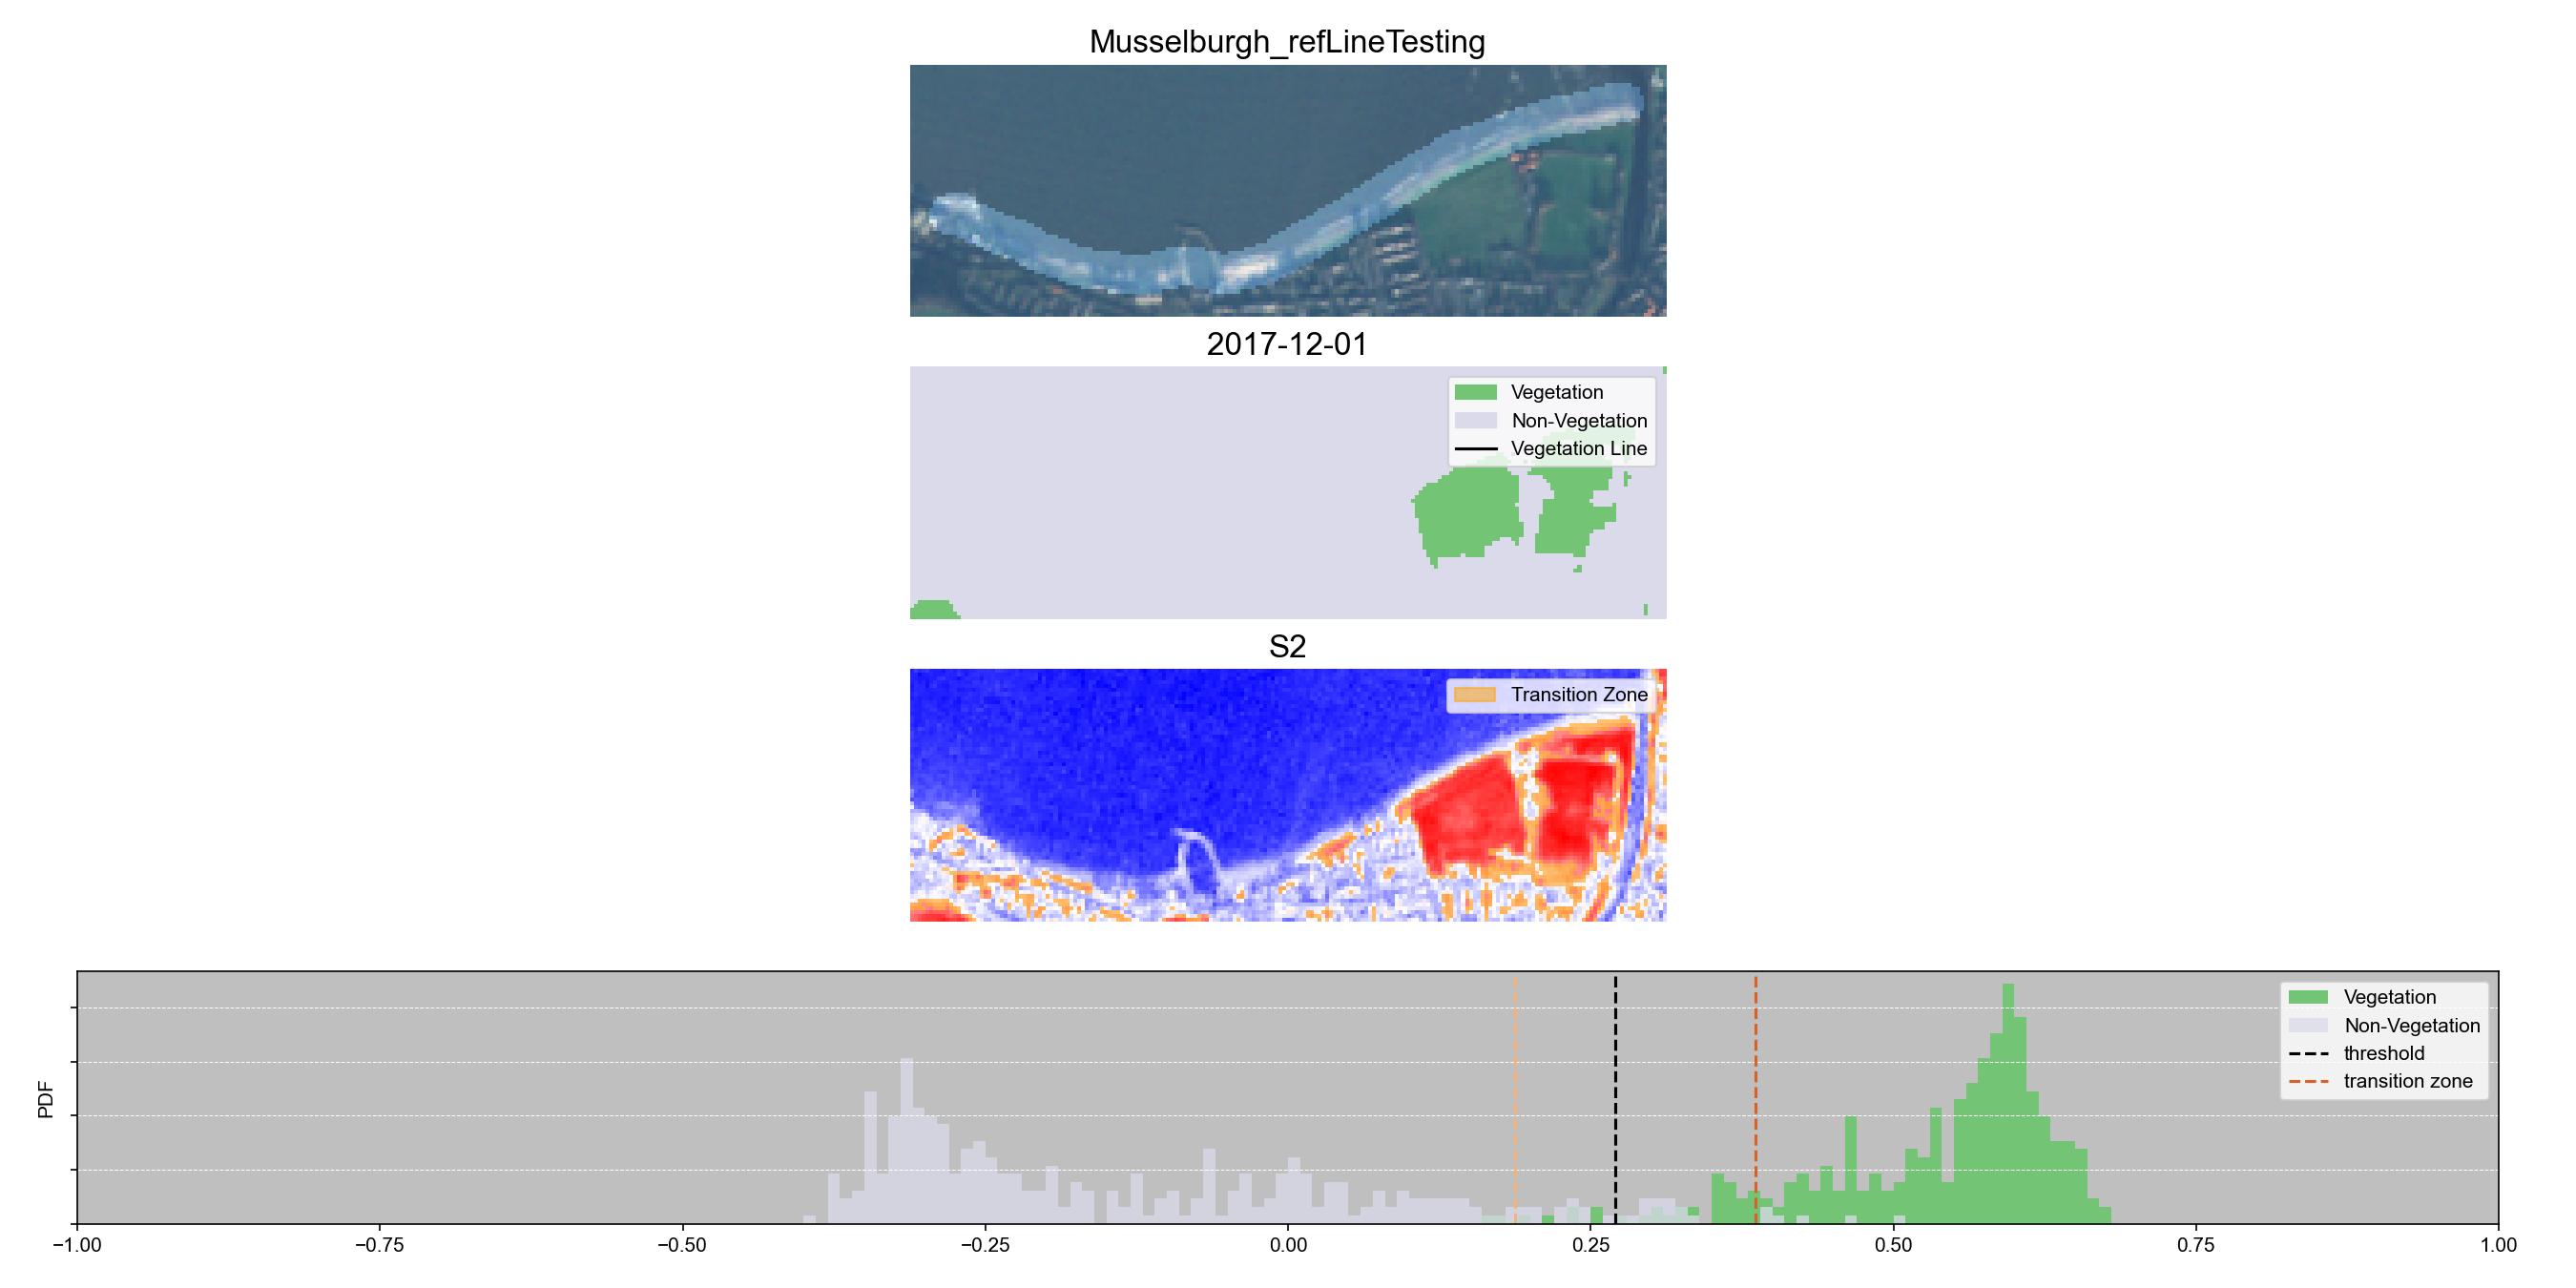 Musselburgh_refLineTesting
2017-12-01
Vegetation
Non-Vegetation
Vegetation Line
S2
Transition Zone
PDF
Vegetation
Non-Vegetation
threshold
transition zone
−1.00 −0.75 −0.50 −0.25 0.00 0.25 0.50 0.75 1.00